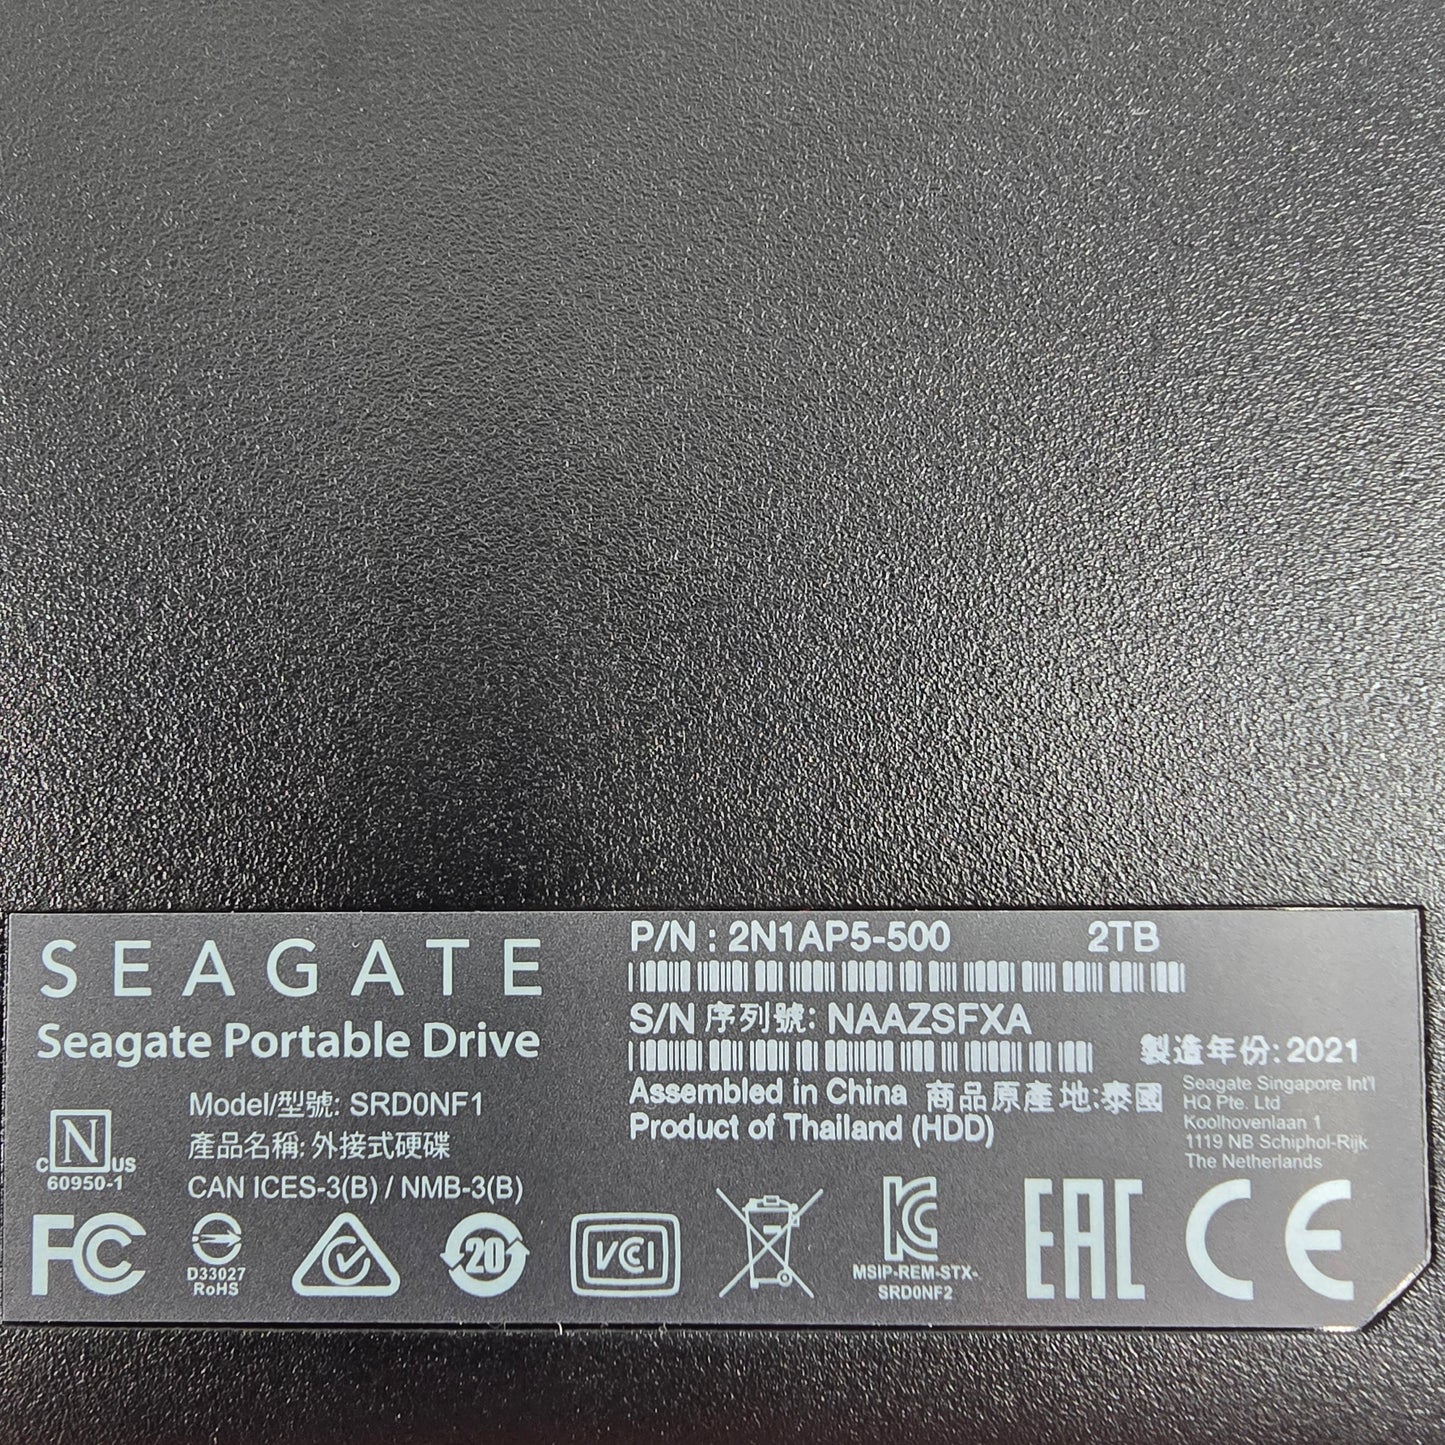 SEAGATE
Seagate Portable Drive
Model/型號: SRD0NF1
產品名稱: 外接式硬碟
CAN ICES-3(B) / NMB-3(B)
N
C US
60950-1
P/N : 2N1AP5-500 2TB
S/N 序列號: NAAZSFXA
製造年份: 2021
Assembled in China 商品原產地:泰國
Product of Thailand (HDD)
Seagate Singapore Int'l
HQ Pte. Ltd
Koolhovenlaan 1
1119 NB Schiphol-Rijk
The Netherlands
FC
D33027
RoHS
20
VCI
MSIP-REM-STX-
SRD0NF2
EAC
CE